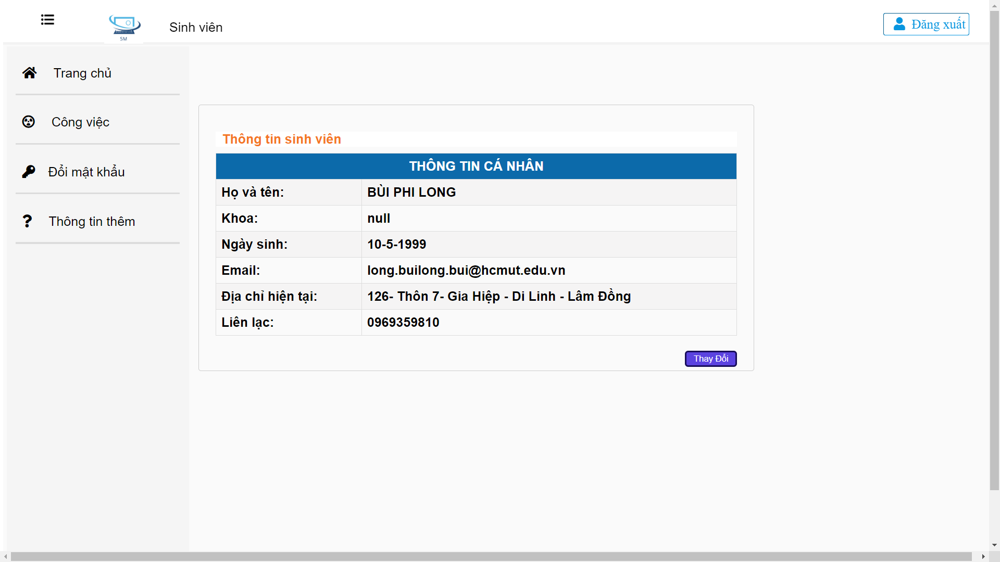 SM
Sinh viên
Đăng xuất
Trang chủ
Công việc
Đổi mật khẩu
Thông tin thêm
Thông tin sinh viên
THÔNG TIN CÁ NHÂN
Họ và tên: BÙI PHI LONG
Khoa: null
Ngày sinh: 10-5-1999
Email: long.builong.bui@hcmut.edu.vn
Địa chỉ hiện tại: 126- Thôn 7- Gia Hiệp - Di Linh - Lâm Đồng
Liên lạc: 0969359810
Thay Đổi